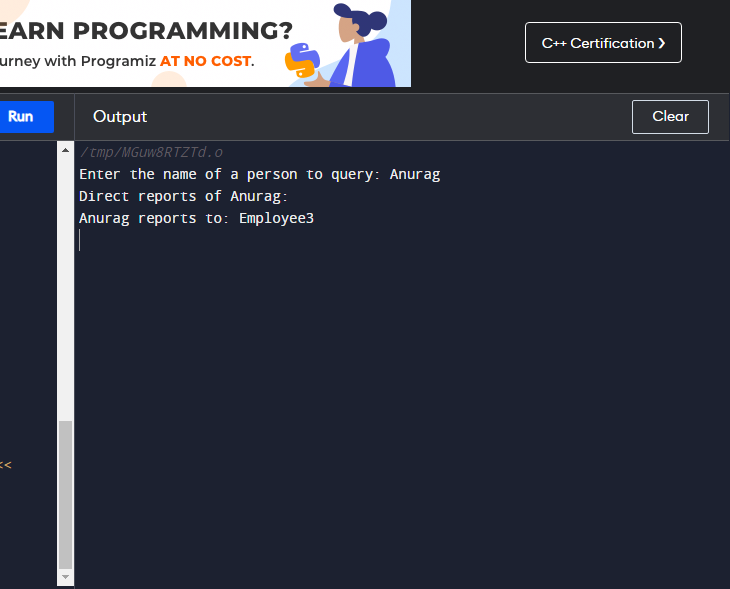 EARN PROGRAMMING?
urney with Programiz AT NO COST.
C++ Certification ❯
Run
Output
Clear
/tmp/MGuw8RTZTd.o
Enter the name of a person to query: Anurag
Direct reports of Anurag:
Anurag reports to: Employee3
<<